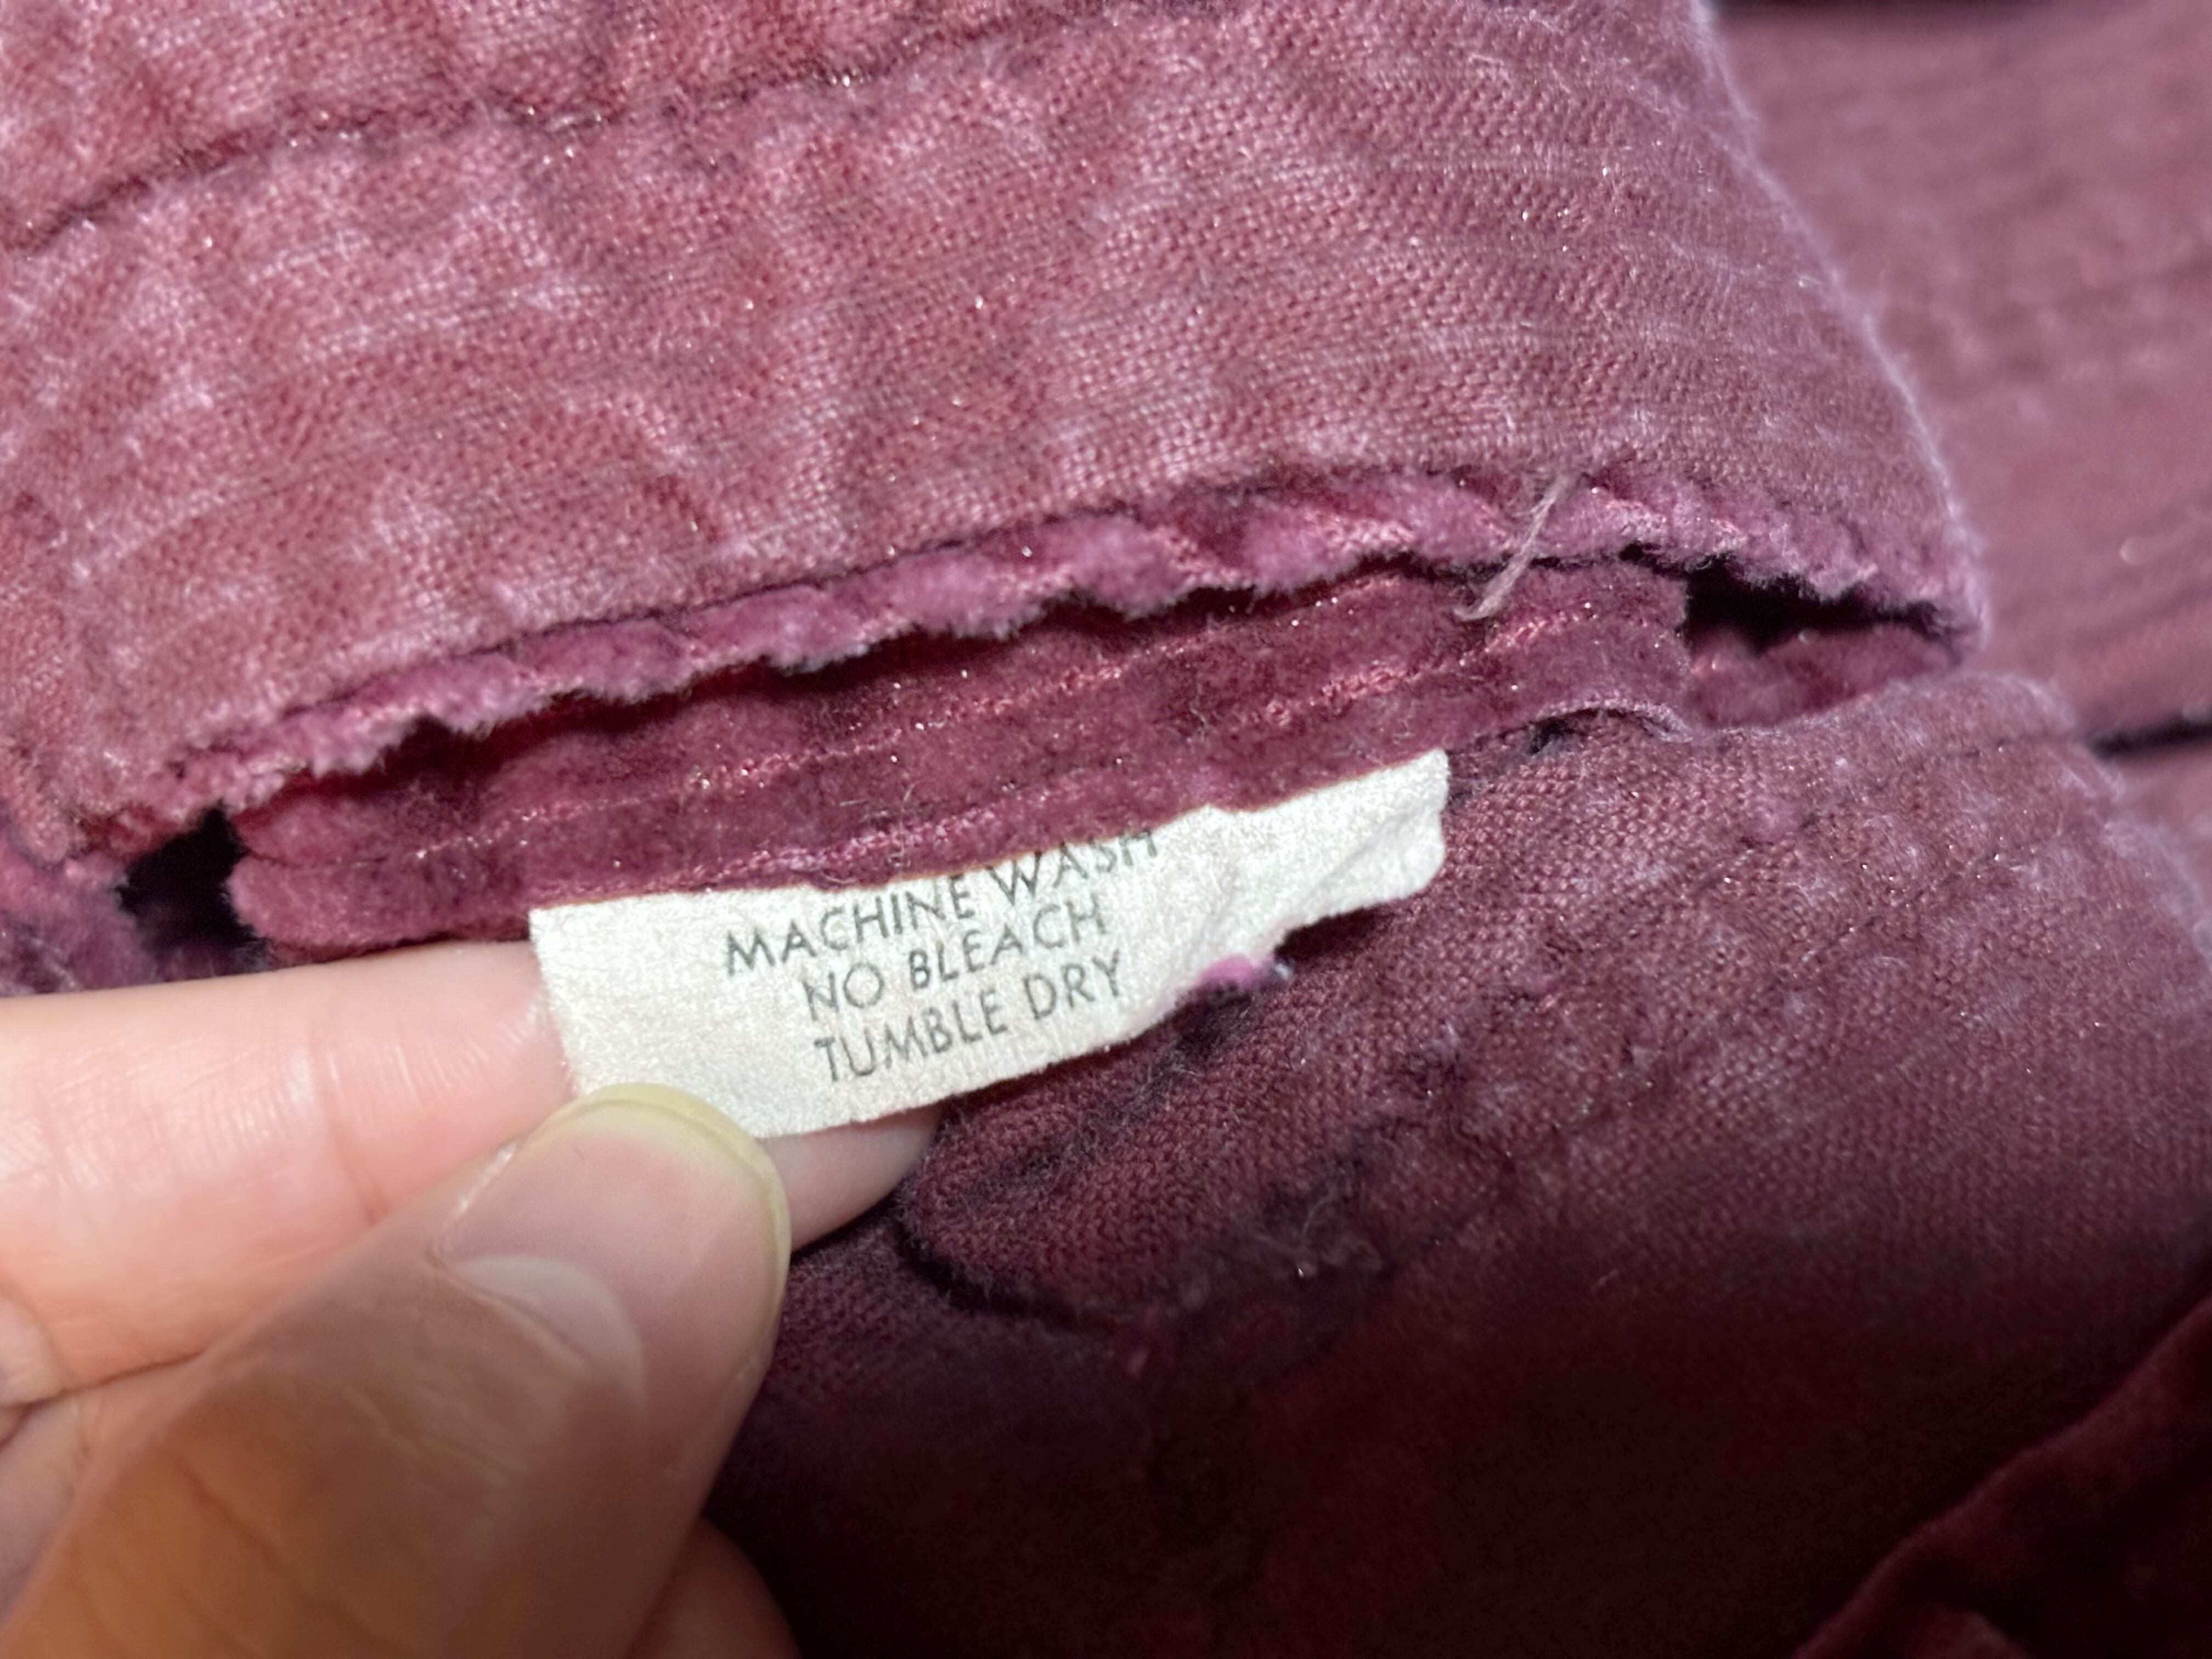 MACHINE WASH
NO BLEACH
TUMBLE DRY